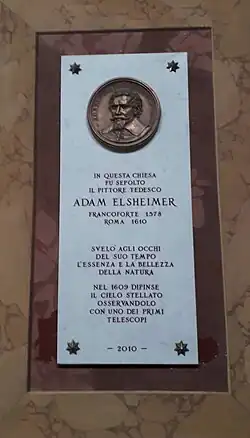 IN QUESTA CHIESA
FU SEPOLTO
IL PITTORE TEDESCO
ADAM ELSHEIMER
FRANCOFORTE 1578
ROMA 1610
SVELÒ AGLI OCCHI
DEL SUO TEMPO
L'ESSENZA E LA BELLEZZA
DELLA NATURA
NEL 1609 DIPINSE
IL CIELO STELLATO
OSSERVANDOLO
CON UNO DEI PRIMI
TELESCOPI
– 2010 –